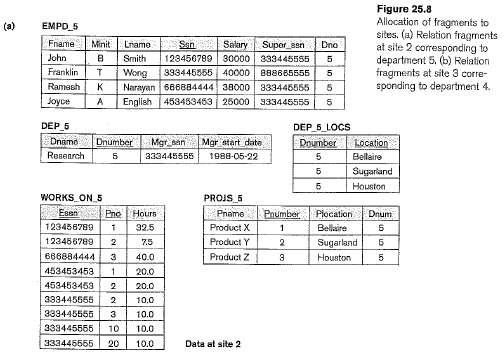 Figure 25.8
Allocation of fragments to
sites. (a) Relation fragments
at site 2 corresponding to
department 5. (b) Relation
fragments at site 3 corre-
sponding to department 4.
(a)
EMPD_5
Fname Minit Lname Ssn Salary Super_ssn Dno
John B Smith 123456789 30000 333445555 5
Franklin T Wong 333445555 40000 888665555 5
Ramesh K Narayan 666884444 38000 333445555 5
Joyce A English 453453453 25000 333445555 5
DEP_5
Dname Dnumber Mgr_ssn Mgr_start_date
Research 5 333445555 1988-05-22
DEP_5_LOCS
Dnumber Location
5 Bellaire
5 Sugarland
5 Houston
WORKS_ON_5
Essn Pno Hours
123456789 1 32.5
123456789 2 7.5
666884444 3 40.0
453453453 1 20.0
453453453 2 20.0
333445555 2 10.0
333445555 3 10.0
333445555 10 10.0
333445555 20 10.0
PROJS_5
Pname Pnumber Plocation Dnum
Product X 1 Bellaire 5
Product Y 2 Sugarland 5
Product Z 3 Houston 5
Data at site 2